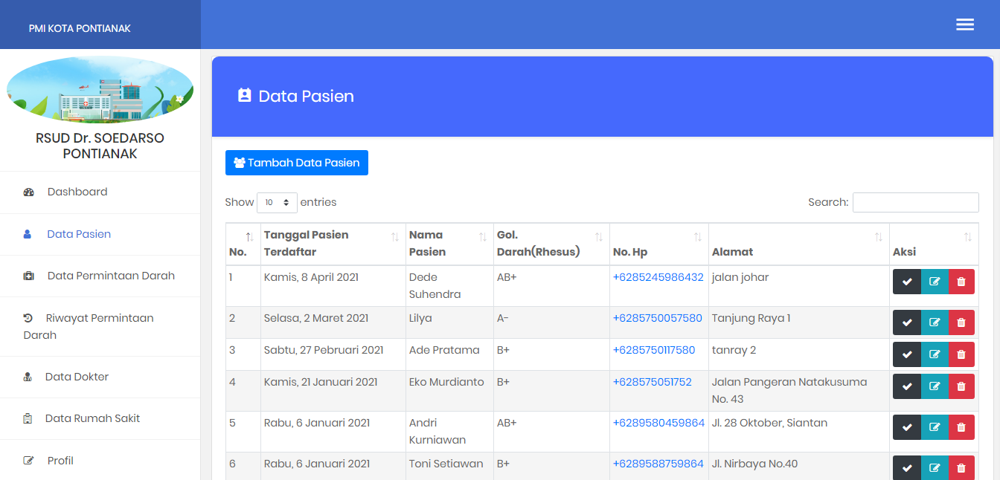 PMI KOTA PONTIANAK
RSUD Dr. SOEDARSO
PONTIANAK
Dashboard
Data Pasien
Data Permintaan Darah
Riwayat Permintaan
Darah
Data Dokter
Data Rumah Sakit
Profil
Data Pasien
Tambah Data Pasien
Show 10 entries
Search:
No. Tanggal Pasien Terdaftar Nama Pasien Gol. Darah(Rhesus) No. Hp Alamat Aksi
1 Kamis, 8 April 2021 Dede Suhendra AB+ +6285245986432 jalan johar
2 Selasa, 2 Maret 2021 Lilya A- +6285750057580 Tanjung Raya 1
3 Sabtu, 27 Pebruari 2021 Ade Pratama B+ +6285750117580 tanray 2
4 Kamis, 21 Januari 2021 Eko Murdianto B+ +628575051752 Jalan Pangeran Natakusuma No. 43
5 Rabu, 6 Januari 2021 Andri Kurniawan AB+ +6289580459864 Jl. 28 Oktober, Siantan
6 Rabu, 6 Januari 2021 Toni Setiawan B+ +6289588759864 Jl. Nirbaya No.40